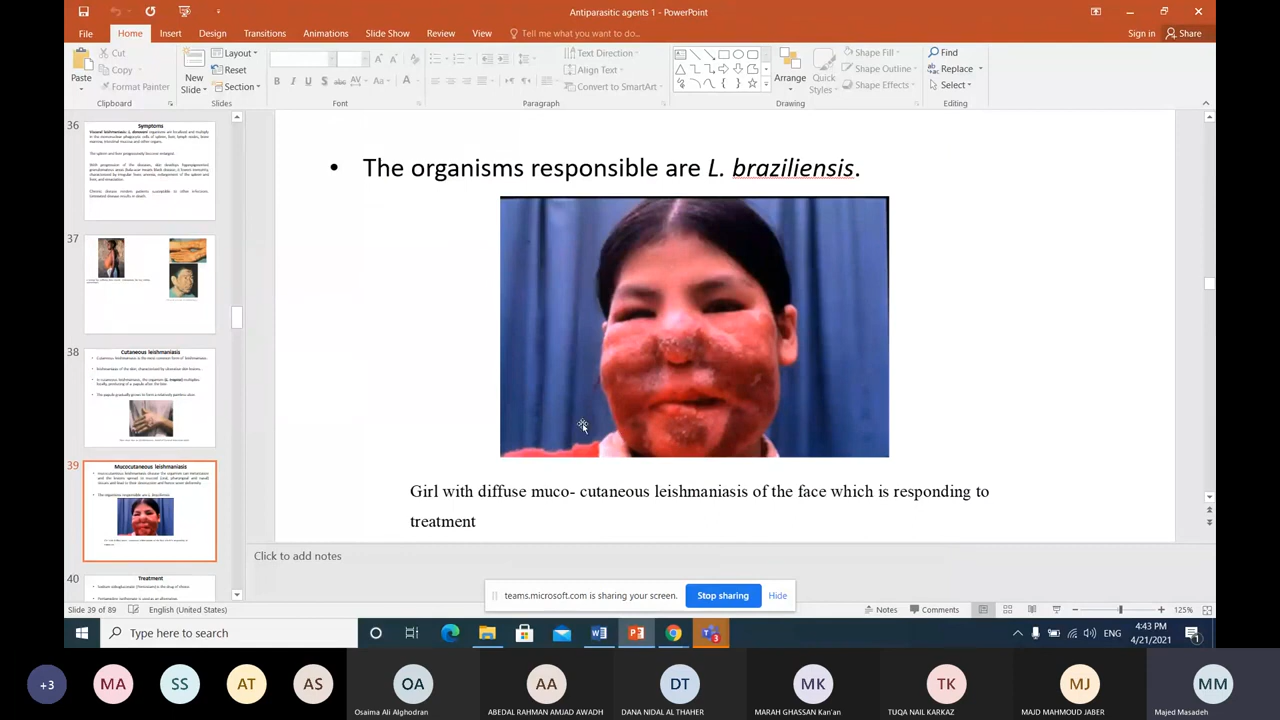 Antiparasitic agents 1 - PowerPoint
File Home Insert Design Transitions Animations Slide Show Review View Tell me what you want to do... Sign in Share
Paste Cut Copy Format Painter
Clipboard
New Slide Layout Reset Section
Slides
Font
Text Direction Align Text Convert to SmartArt
Paragraph
Arrange Quick Styles Shape Fill Shape Outline Shape Effects
Drawing
Find Replace Select
Editing
36
Symptoms
37
38
Cutaneous leishmaniasis
39
Mucocutaneous leishmaniasis
40
Treatment
• The organisms responsible are L. braziliensis.
Girl with diffuse muco- cutaneous leishmaniasis of the face which is responding to
treatment
Click to add notes
teams.microsoft.com is sharing your screen. Stop sharing Hide
Slide 39 of 89 English (United States) Notes Comments 125%
Type here to search
ENG 4:43 PM
4/21/2021
+3 MA SS AT AS OA AA DT MK TK MJ MM
Osaima Ali Alghodran ABEDAL RAHMAN AMJAD AWADH DANA NIDAL AL THAHER MARAH GHASSAN Kan'an TUQA NAIL KARKAZ MAJD MAHMOUD JABER Majed Masadeh